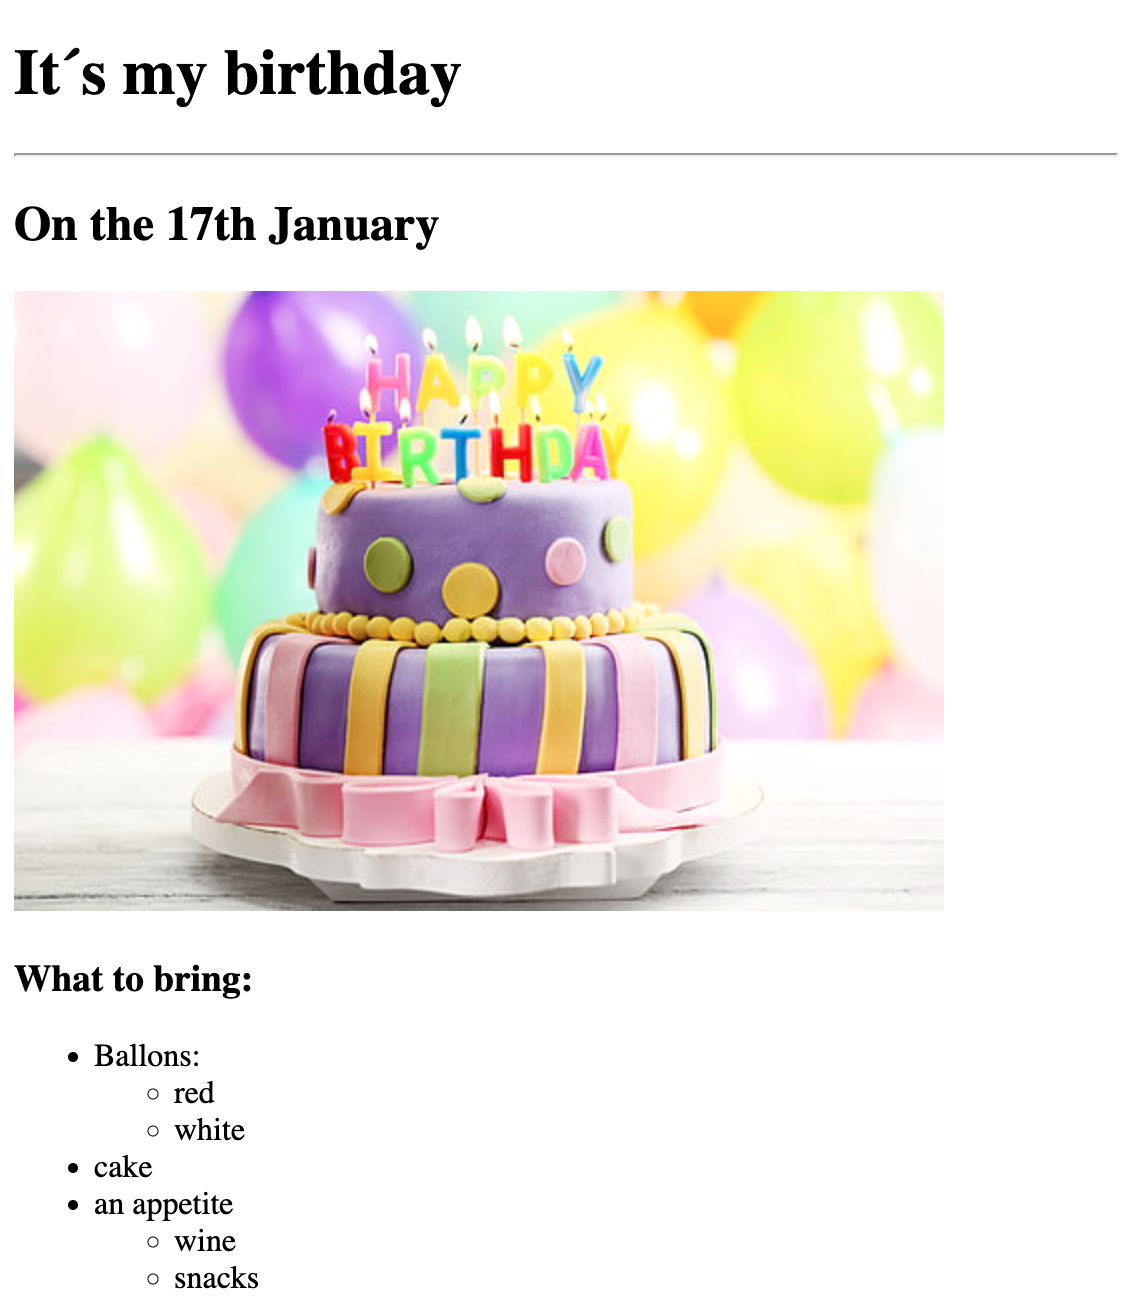 It´s my birthday
On the 17th January
HAPPY
BIRTHDAY
What to bring:
Ballons:
red
white
cake
an appetite
wine
snacks